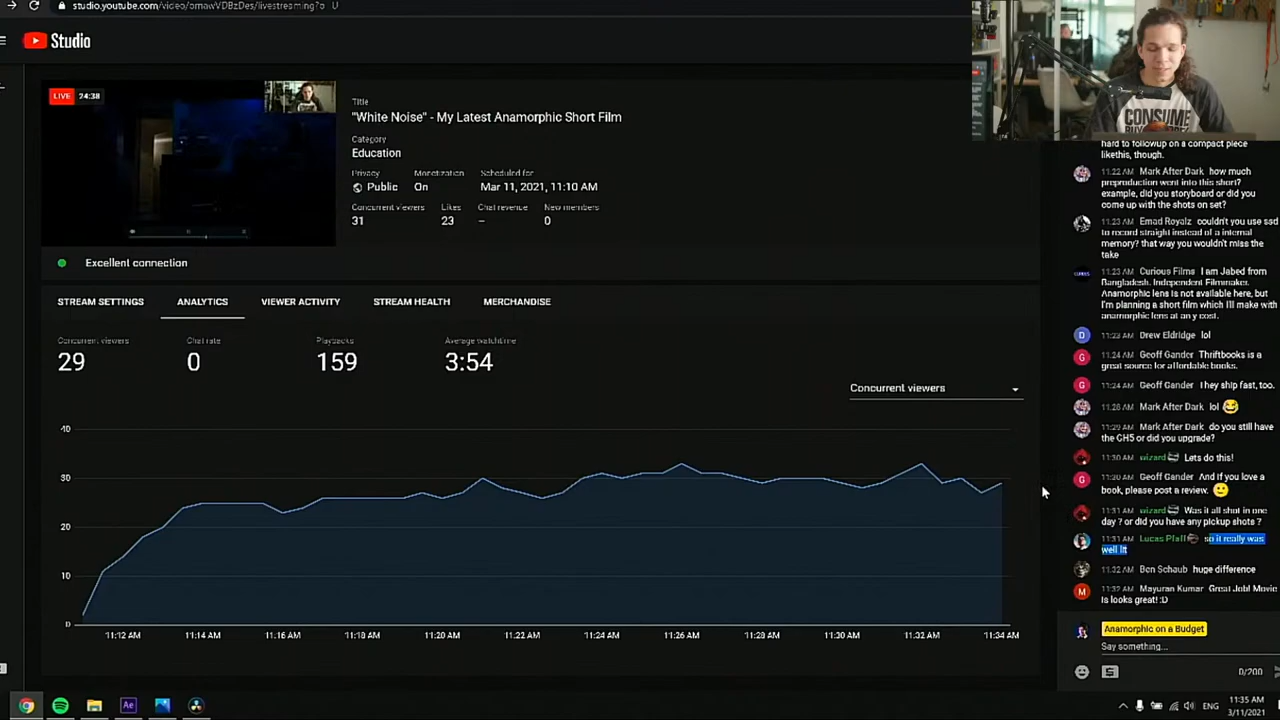 studio.youtube.com/video/omawVDBzDes/livestreaming?o U
Studio
LIVE 24:38
Title
"White Noise" - My Latest Anamorphic Short Film
Category
Education
Privacy Monetization Scheduled for
Public On Mar 11, 2021, 11:10 AM
Concurrent viewers Likes Chat revenue New members
31 23 – 0
Excellent connection
STREAM SETTINGS ANALYTICS VIEWER ACTIVITY STREAM HEALTH MERCHANDISE
Concurrent viewers Chat rate Playbacks Average watchtime
29 0 159 3:54
Concurrent viewers
40
30
20
10
0
11:12 AM 11:14 AM 11:16 AM 11:18 AM 11:20 AM 11:22 AM 11:24 AM 11:26 AM 11:28 AM 11:30 AM 11:32 AM 11:34 AM
CONSUME
hard to followup on a compact piece
likethis, though.
11:22 AM Mark After Dark how much
preproduction went into this short?
example, did you storyboard or did you
come up with the shots on set?
11:23 AM Emad Royalz couldn't you use ssd
to record straight instead of a internal
memory? that way you wouldn't miss the
take
11:23 AM Curious Films I am Jabed from
Bangladesh. Independent Filmmaker.
Anamorphic lens is not available here, but
I'm planning a short film which I'll make with
anamorphic lens at any cost.
11:23 AM Drew Eldridge lol
11:24 AM Geoff Gander Thriftbooks is a
great source for affordable books.
11:24 AM Geoff Gander They ship fast, too.
11:28 AM Mark After Dark lol 😂
11:29 AM Mark After Dark do you still have
the GH5 or did you upgrade?
11:30 AM wizard Lets do this!
11:30 AM Geoff Gander And if you love a
book, please post a review. 🙂
11:31 AM wizard Was it all shot in one
day ? or did you have any pickup shots ?
11:31 AM Lucas Pfaff so it really was
well lit
11:32 AM Ben Schaub huge difference
11:32 AM Mayuran Kumar Great Job! Movie
is looks great! :D
Anamorphic on a Budget
Say something...
0/200
Ae
ENG
11:35 AM
3/11/2021